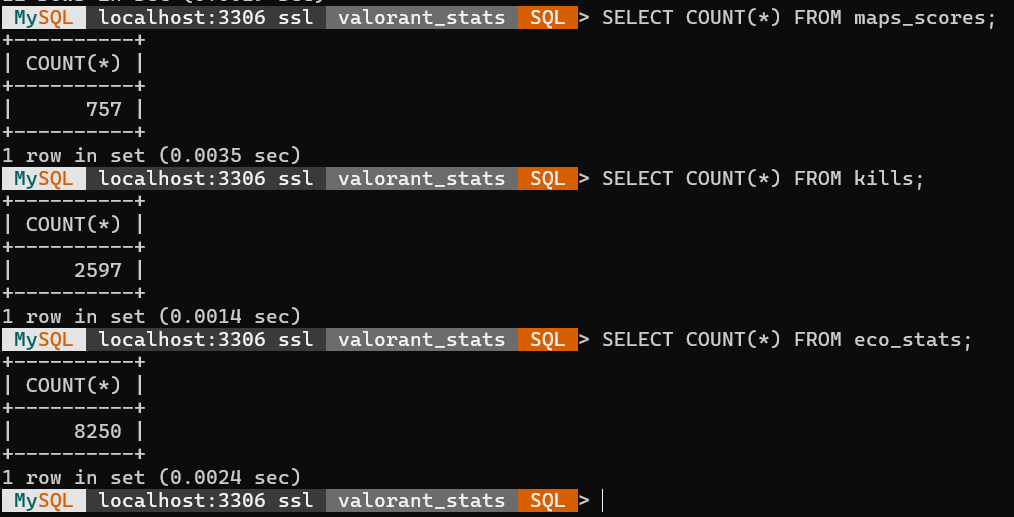 MySQL localhost:3306 ssl valorant_stats SQL > SELECT COUNT(*) FROM maps_scores;
+----------+
| COUNT(*) |
+----------+
|      757 |
+----------+
1 row in set (0.0035 sec)
MySQL localhost:3306 ssl valorant_stats SQL > SELECT COUNT(*) FROM kills;
+----------+
| COUNT(*) |
+----------+
|     2597 |
+----------+
1 row in set (0.0014 sec)
MySQL localhost:3306 ssl valorant_stats SQL > SELECT COUNT(*) FROM eco_stats;
+----------+
| COUNT(*) |
+----------+
|     8250 |
+----------+
1 row in set (0.0024 sec)
MySQL localhost:3306 ssl valorant_stats SQL >